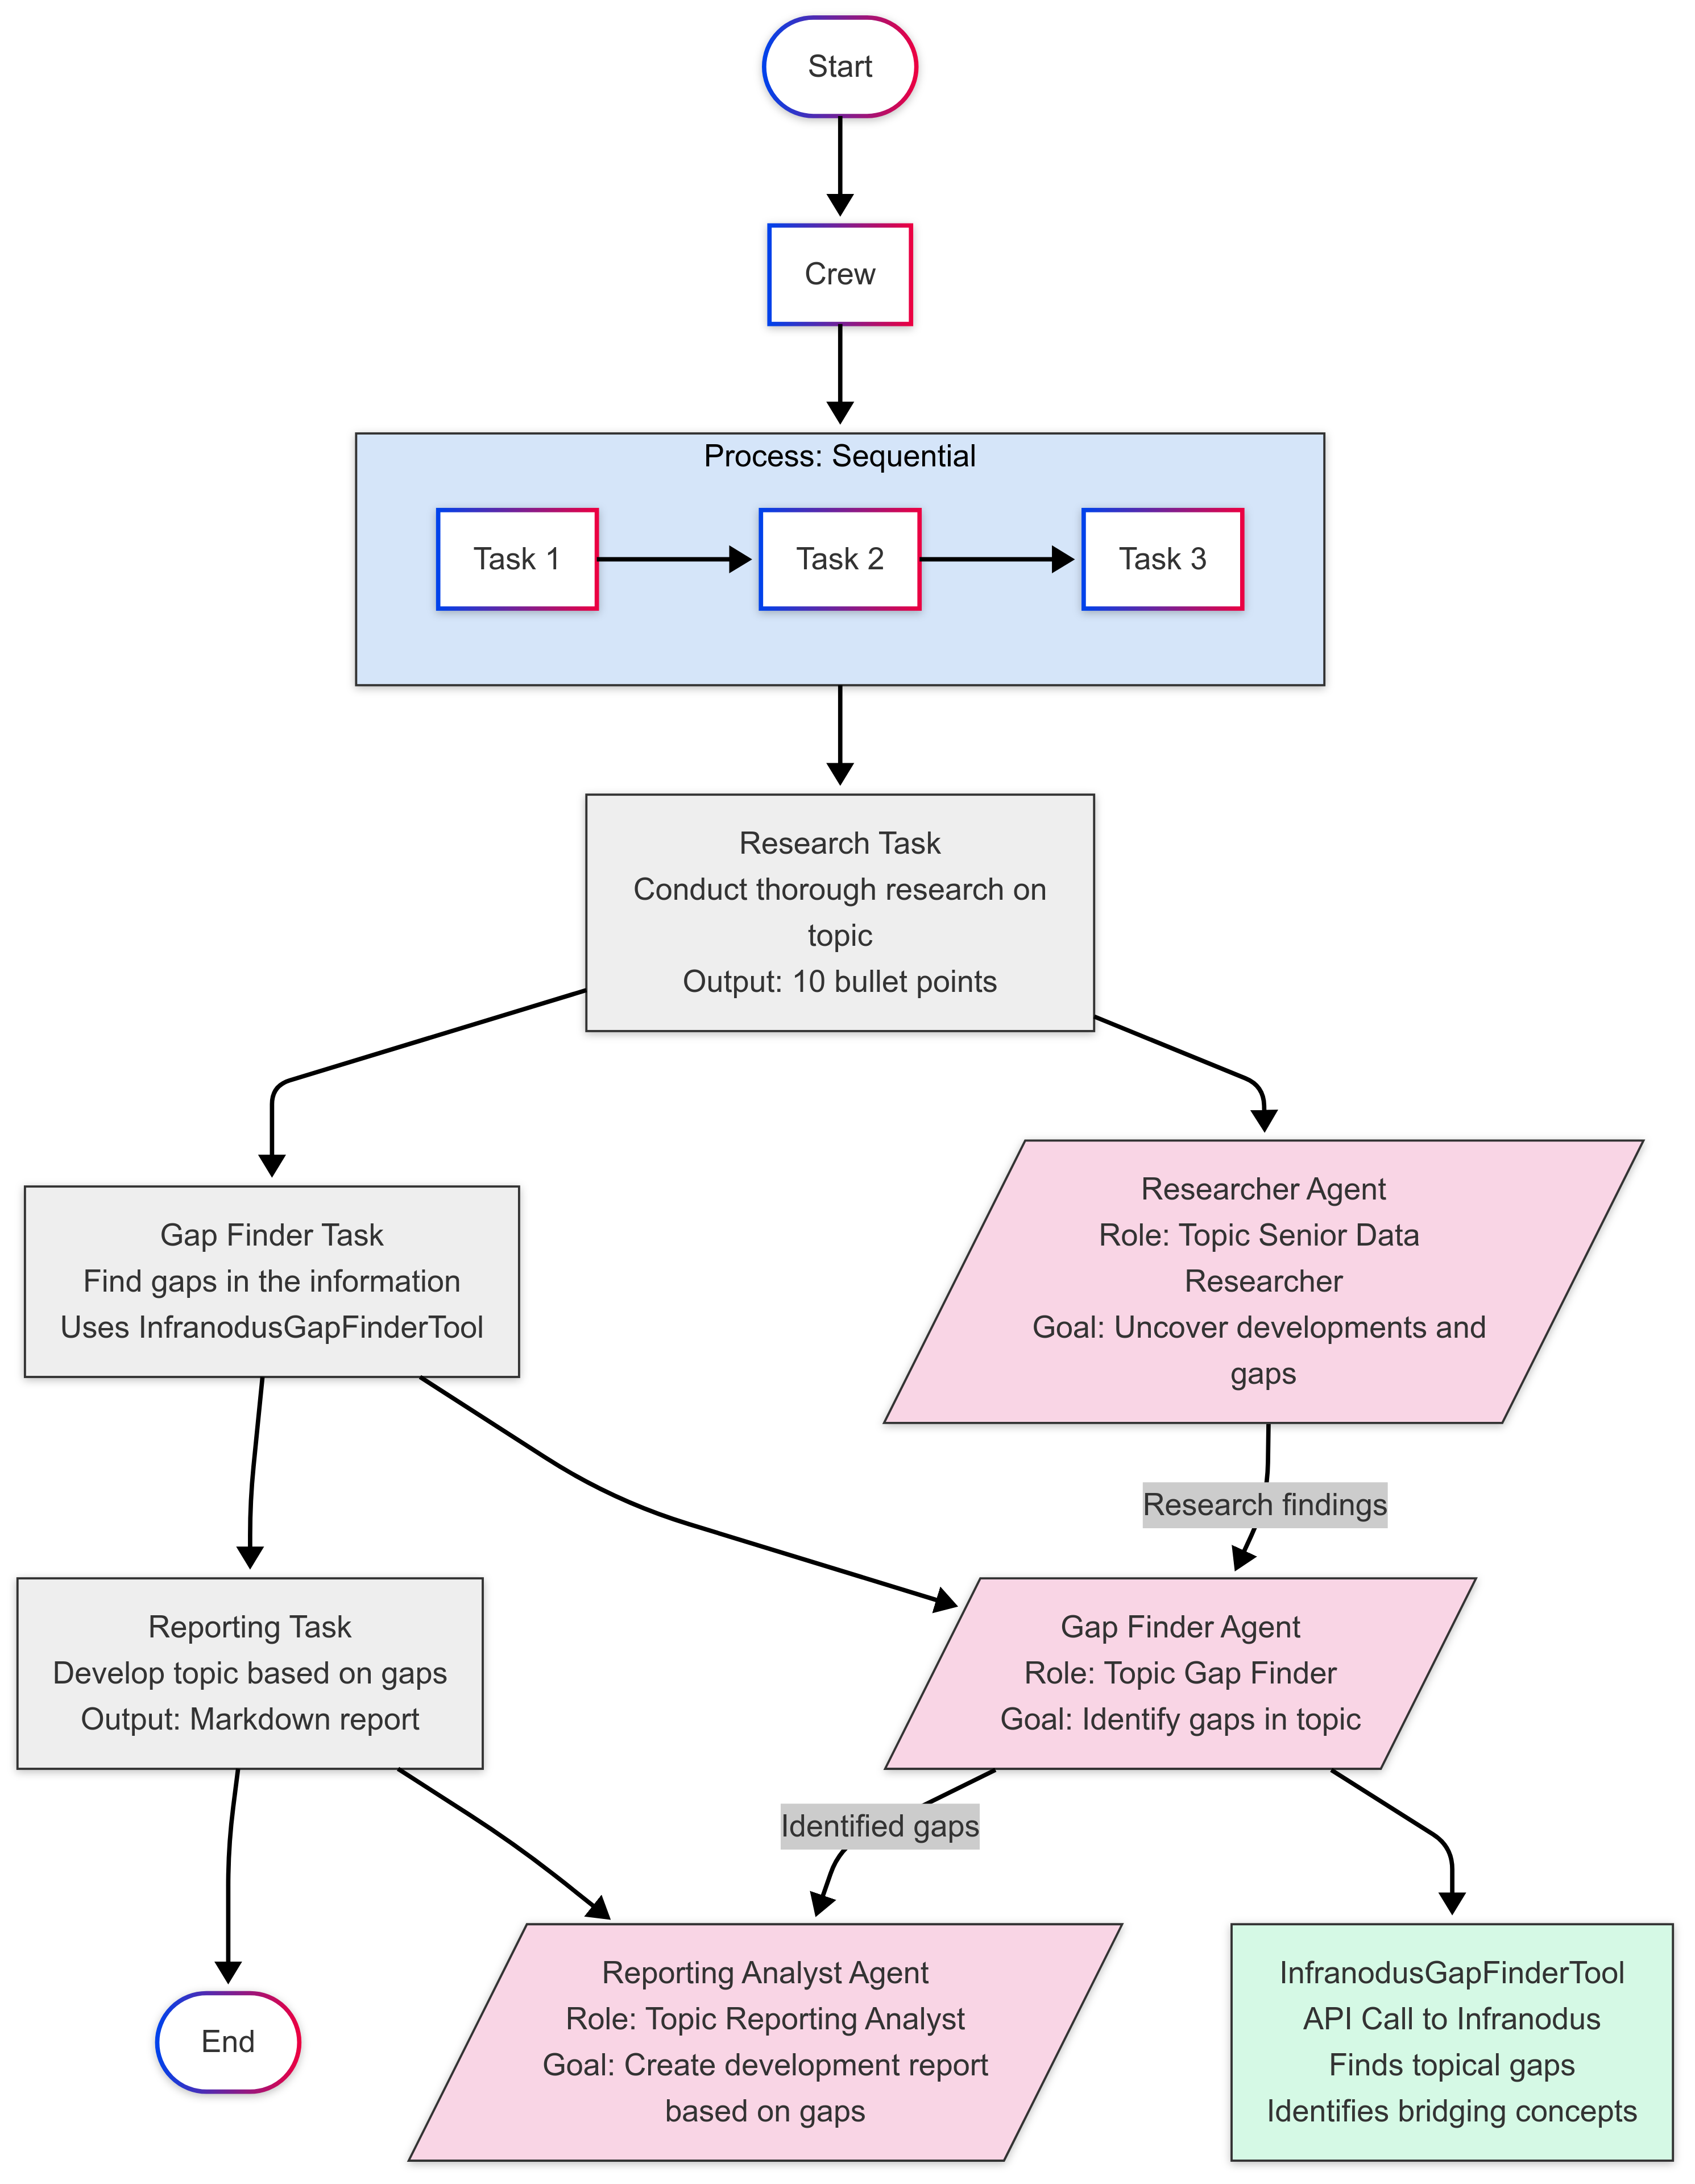 Start
Crew
Process: Sequential
Task 1
Task 2
Task 3
Research Task
Conduct thorough research on
topic
Output: 10 bullet points
Gap Finder Task
Find gaps in the information
Uses InfranodusGapFinderTool
Researcher Agent
Role: Topic Senior Data
Researcher
Goal: Uncover developments and
gaps
Research findings
Reporting Task
Develop topic based on gaps
Output: Markdown report
Gap Finder Agent
Role: Topic Gap Finder
Goal: Identify gaps in topic
Identified gaps
End
Reporting Analyst Agent
Role: Topic Reporting Analyst
Goal: Create development report
based on gaps
InfranodusGapFinderTool
API Call to Infranodus
Finds topical gaps
Identifies bridging concepts